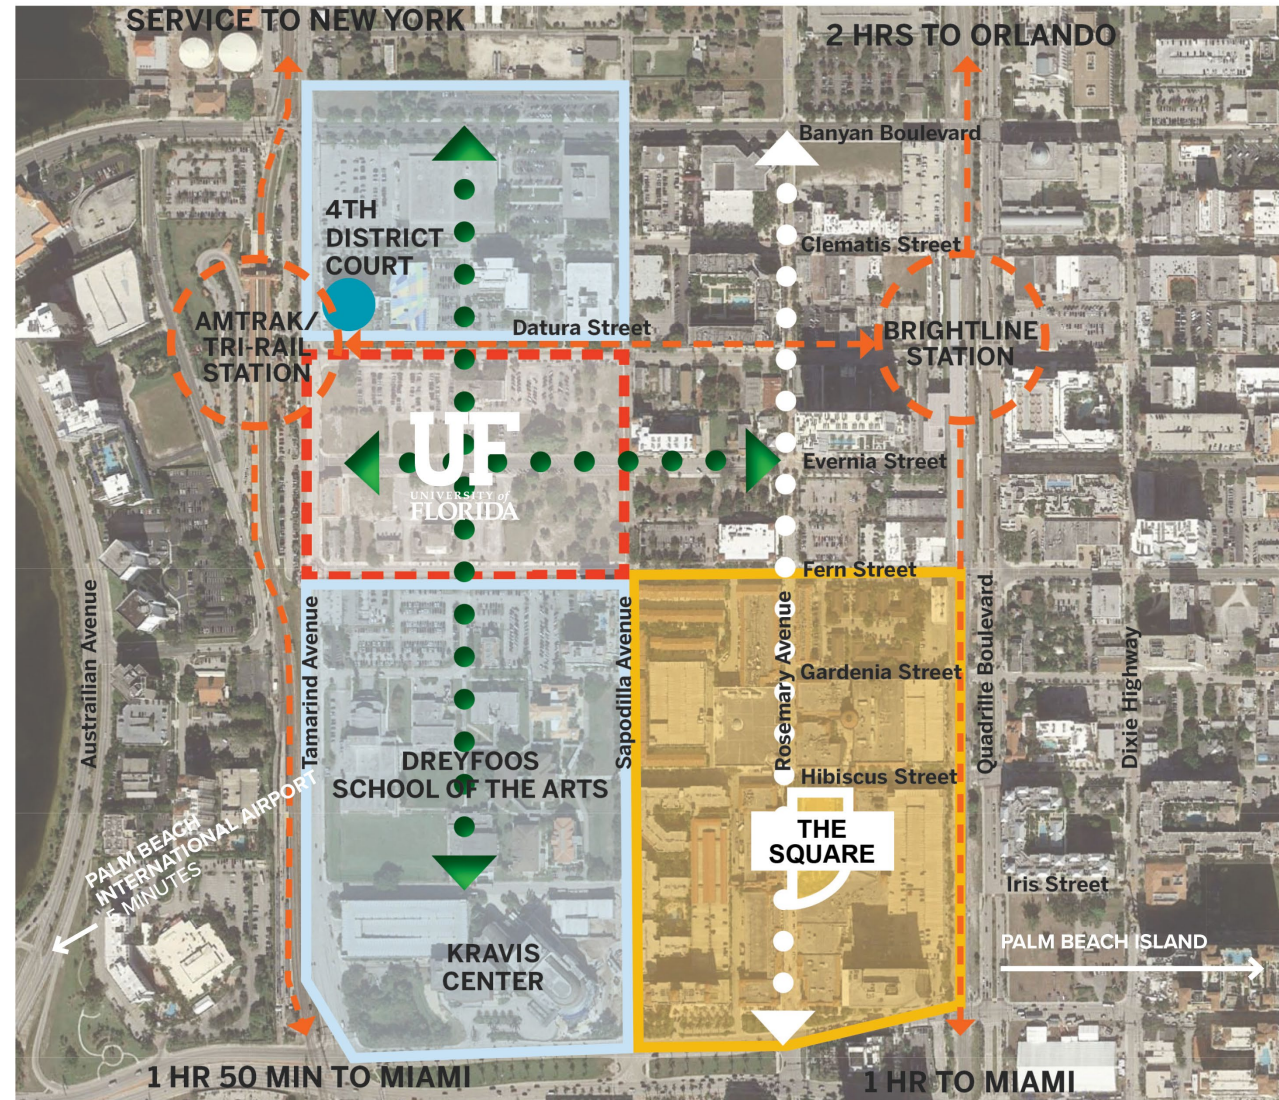 SERVICE TO NEW YORK
2 HRS TO ORLANDO
Banyan Boulevard
4TH
DISTRICT
COURT
Clematis Street
Datura Street
AMTRAK/
TRI-RAIL
STATION
BRIGHTLINE
STATION
UF
UNIVERSITY of
FLORIDA
Evernia Street
Fern Street
Australian Avenue
Tamarind Avenue
Sapodilla Avenue
Rosemary Avenue
Quadrille Boulevard
Dixie Highway
Gardenia Street
Hibiscus Street
DREYFOOS
SCHOOL OF THE ARTS
THE
SQUARE
PALM BEACH
INTERNATIONAL AIRPORT
5 MINUTES
Iris Street
KRAVIS
CENTER
PALM BEACH ISLAND
1 HR 50 MIN TO MIAMI
1 HR TO MIAMI